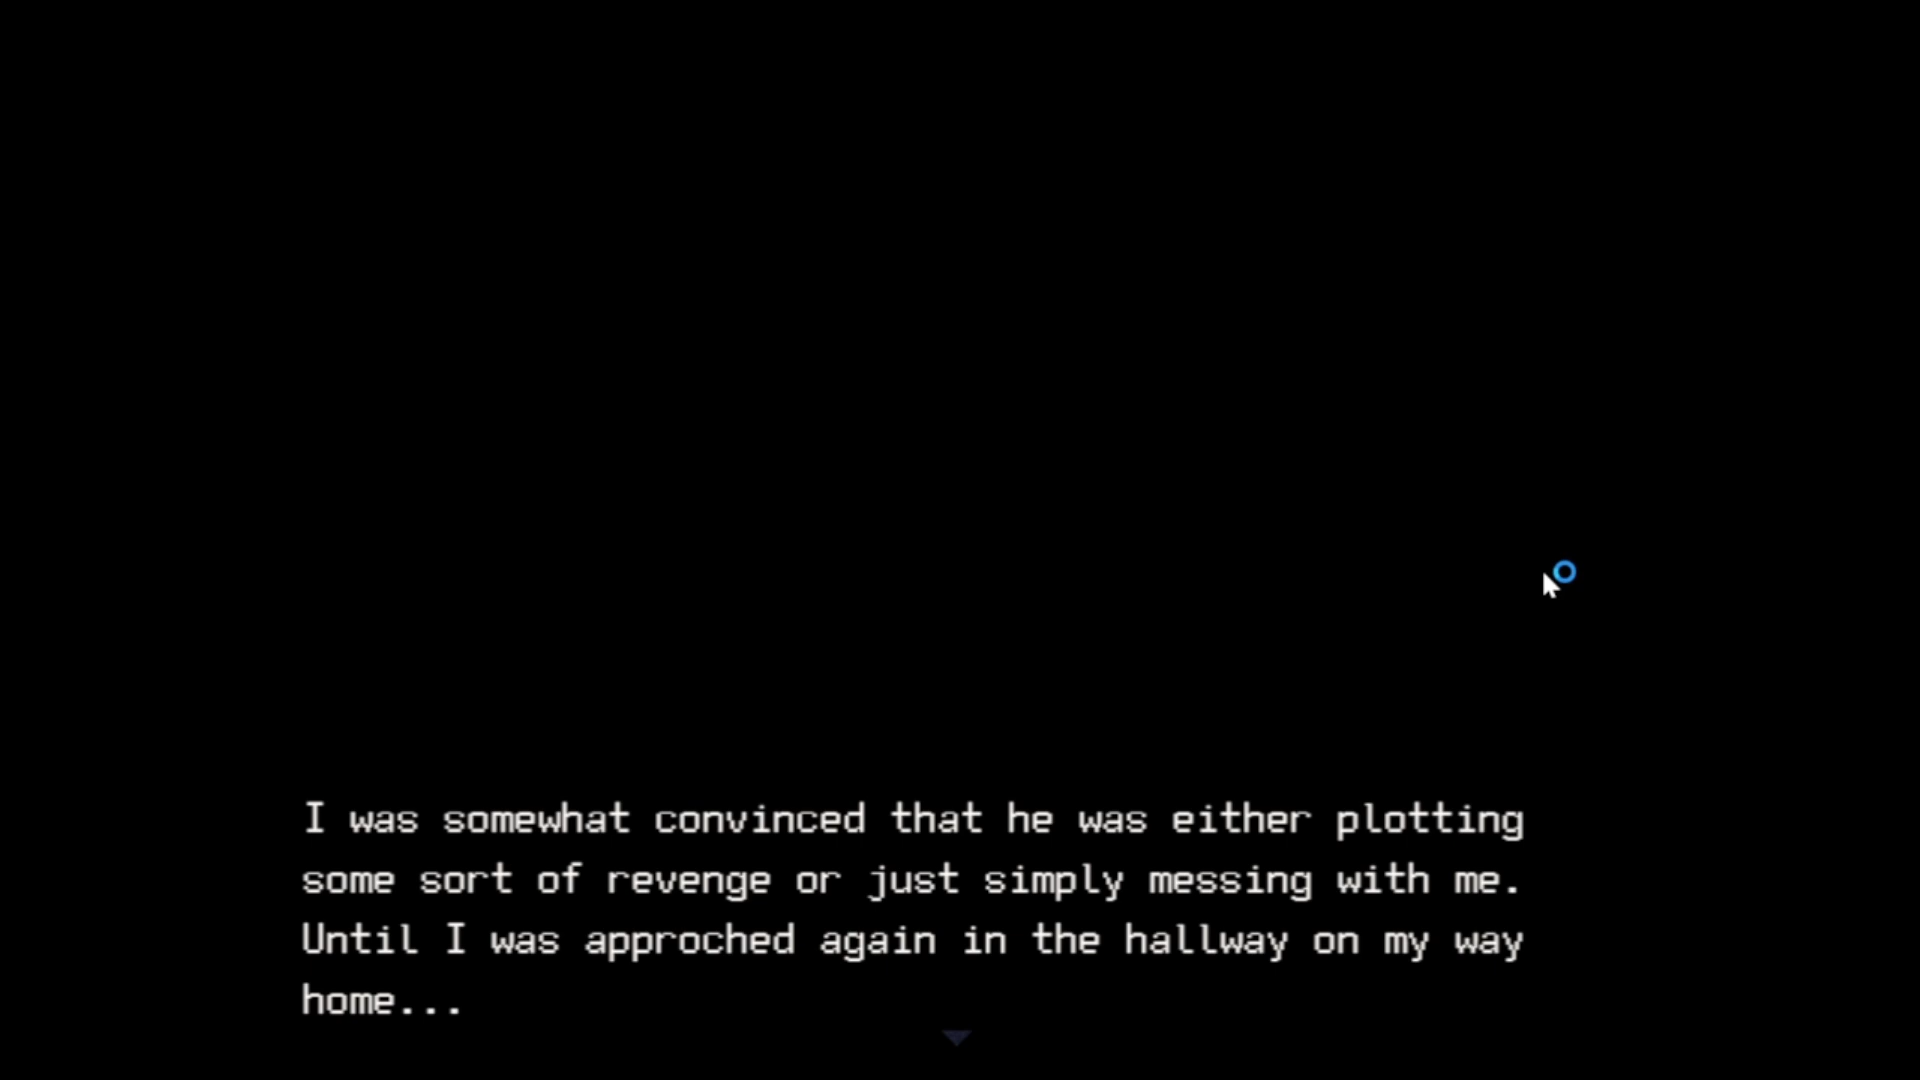 I was somewhat convinced that he was either plotting
some sort of revenge or just simply messing with me.
Until I was approched again in the hallway on my way
home...